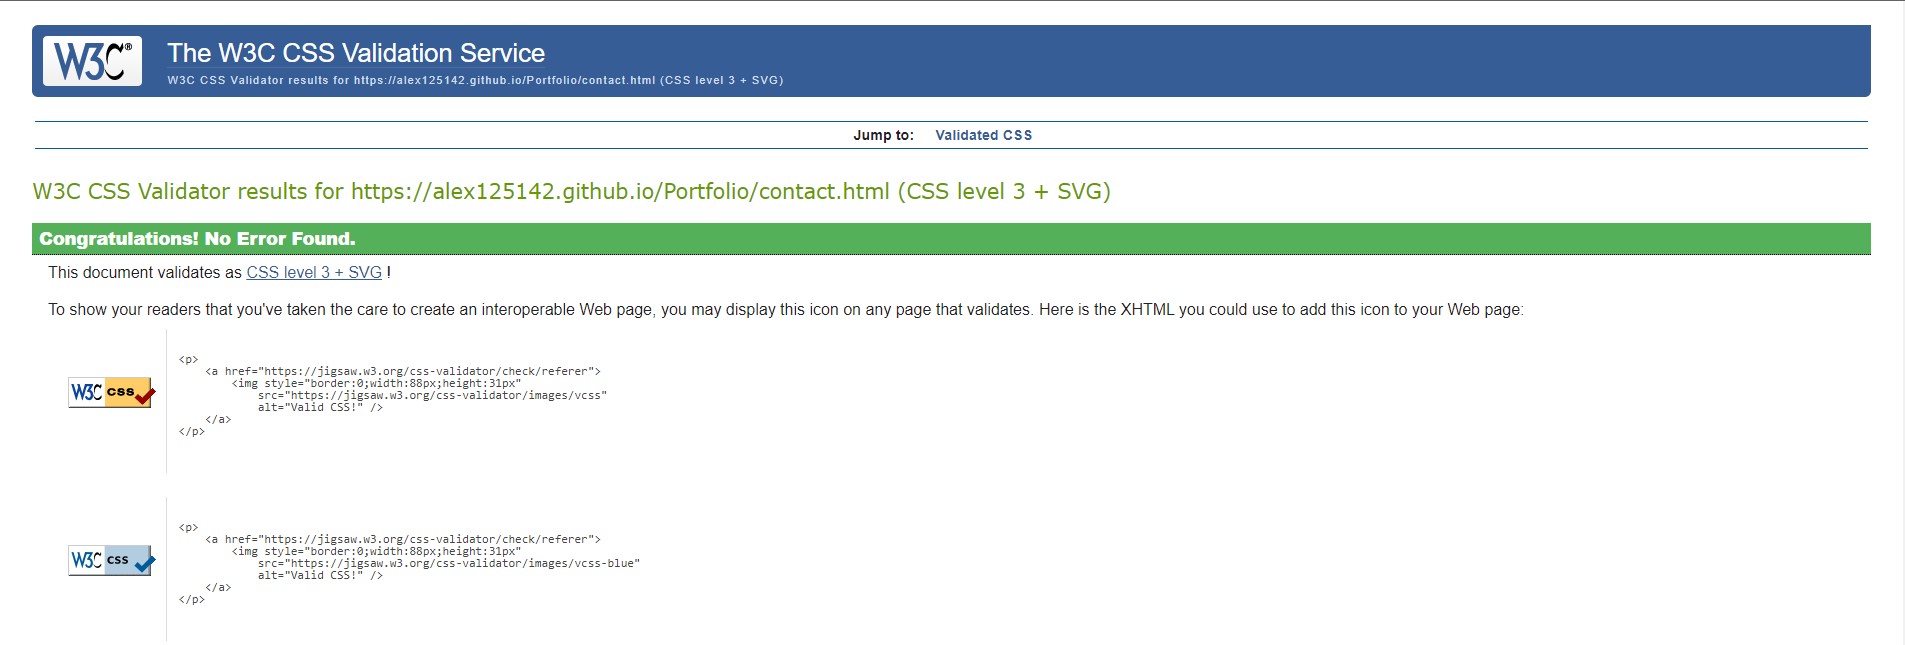 W3C®
The W3C CSS Validation Service
W3C CSS Validator results for https://alex125142.github.io/Portfolio/contact.html (CSS level 3 + SVG)
Jump to: Validated CSS
W3C CSS Validator results for https://alex125142.github.io/Portfolio/contact.html (CSS level 3 + SVG)
Congratulations! No Error Found.
This document validates as CSS level 3 + SVG !
To show your readers that you've taken the care to create an interoperable Web page, you may display this icon on any page that validates. Here is the XHTML you could use to add this icon to your Web page:
W3C css
<p>
<a href="https://jigsaw.w3.org/css-validator/check/referer">
<img style="border:0;width:88px;height:31px"
src="https://jigsaw.w3.org/css-validator/images/vcss"
alt="Valid CSS!" />
</a>
</p>
W3C css
<p>
<a href="https://jigsaw.w3.org/css-validator/check/referer">
<img style="border:0;width:88px;height:31px"
src="https://jigsaw.w3.org/css-validator/images/vcss-blue"
alt="Valid CSS!" />
</a>
</p>